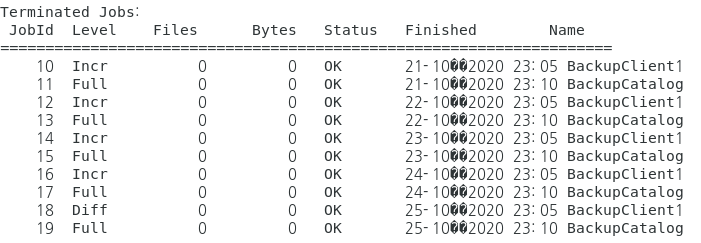 Terminated Jobs:
 JobId  Level    Files      Bytes   Status   Finished        Name
====================================================================
    10  Incr          0         0   OK       21-10��2020 23:05 BackupClient1
    11  Full          0         0   OK       21-10��2020 23:10 BackupCatalog
    12  Incr          0         0   OK       22-10��2020 23:05 BackupClient1
    13  Full          0         0   OK       22-10��2020 23:10 BackupCatalog
    14  Incr          0         0   OK       23-10��2020 23:05 BackupClient1
    15  Full          0         0   OK       23-10��2020 23:10 BackupCatalog
    16  Incr          0         0   OK       24-10��2020 23:05 BackupClient1
    17  Full          0         0   OK       24-10��2020 23:10 BackupCatalog
    18  Diff          0         0   OK       25-10��2020 23:05 BackupClient1
    19  Full          0         0   OK       25-10��2020 23:10 BackupCatalog